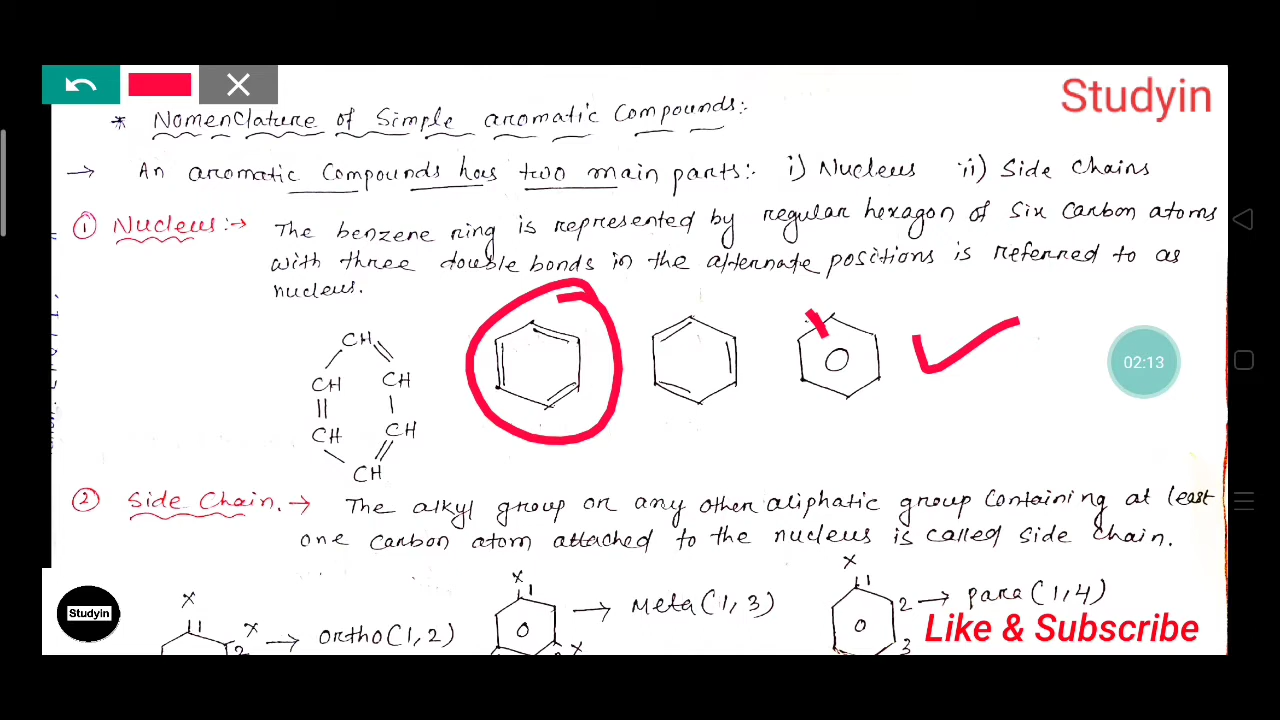 Studyin
* Nomenclature of Simple aromatic Compounds:
→ An aromatic Compounds has two main parts: i) Nucleus ii) Side Chains
① Nucleus:→ The benzene ring is represented by regular hexagon of six carbon atoms
with three double bonds in the alternate positions is referred to as
nucleus.
CH
CH CH
CH CH
CH
02:13
② Side Chain. → The alkyl group or any other aliphatic group Containing at least
one carbon atom attached to the nucleus is called side chain.
X 1 X 2 → ortho (1,2)
X 1 X → Meta (1,3)
X 1 2 3 → para (1,4)
Studyin
Like & Subscribe